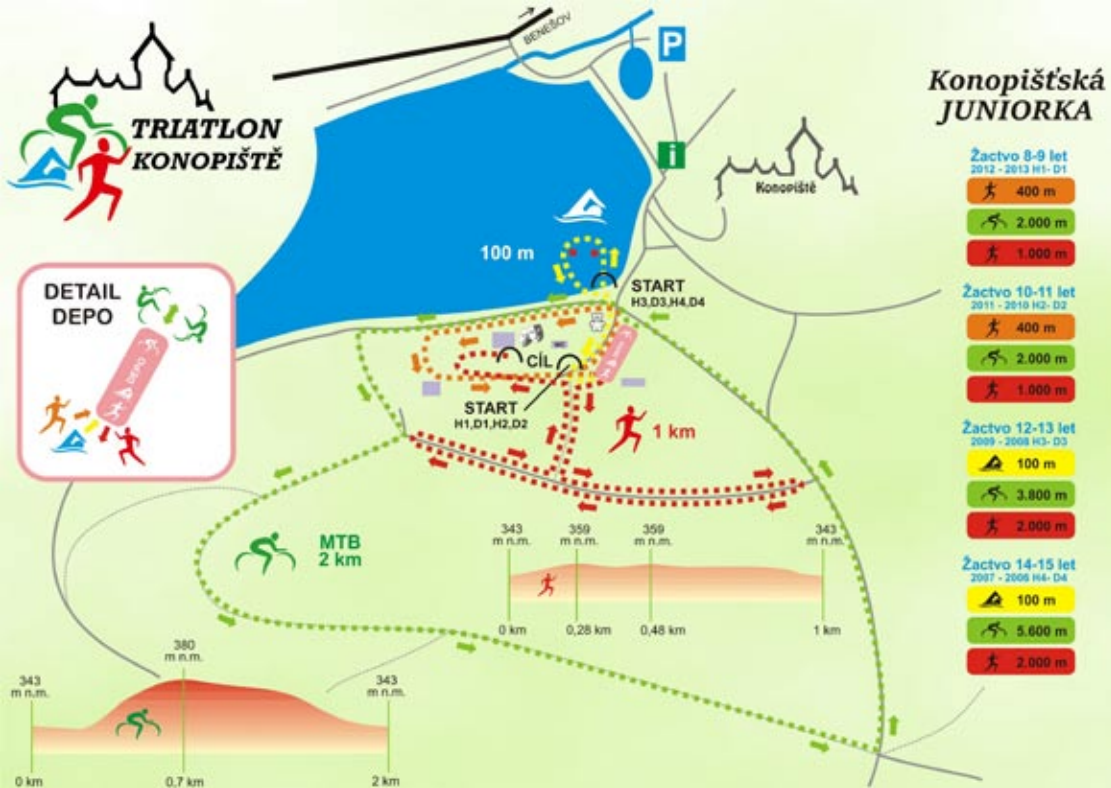 TRIATLON
KONOPIŠTĚ
BENEŠOV
P
i
Konopiště
Konopišťská
JUNIORKA
Žactvo 8-9 let
2012 - 2013 H1- D1
400 m
2.000 m
1.000 m
Žactvo 10-11 let
2011 - 2010 H2- D2
400 m
2.000 m
1.000 m
Žactvo 12-13 let
2009 - 2008 H3- D3
100 m
3.800 m
2.000 m
Žactvo 14-15 let
2007 - 2006 H4- D4
100 m
5.600 m
2.000 m
100 m
START
H3,D3,H4,D4
DETAIL
DEPO
DEPO
CÍL
START
H1,D1,H2,D2
1 km
MTB
2 km
343
m n.m.
359
m n.m.
359
m n.m.
343
m n.m.
0 km
0,28 km
0,48 km
1 km
343
m n.m.
380
m n.m.
343
m n.m.
0 km
0,7 km
2 km